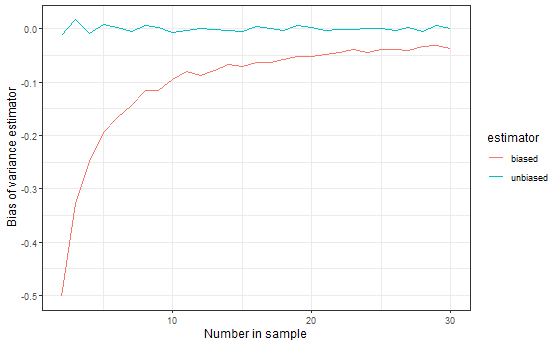 0.0
-0.1
-0.2
-0.3
-0.4
-0.5
Bias of variance estimator
10
20
30
Number in sample
estimator
biased
unbiased